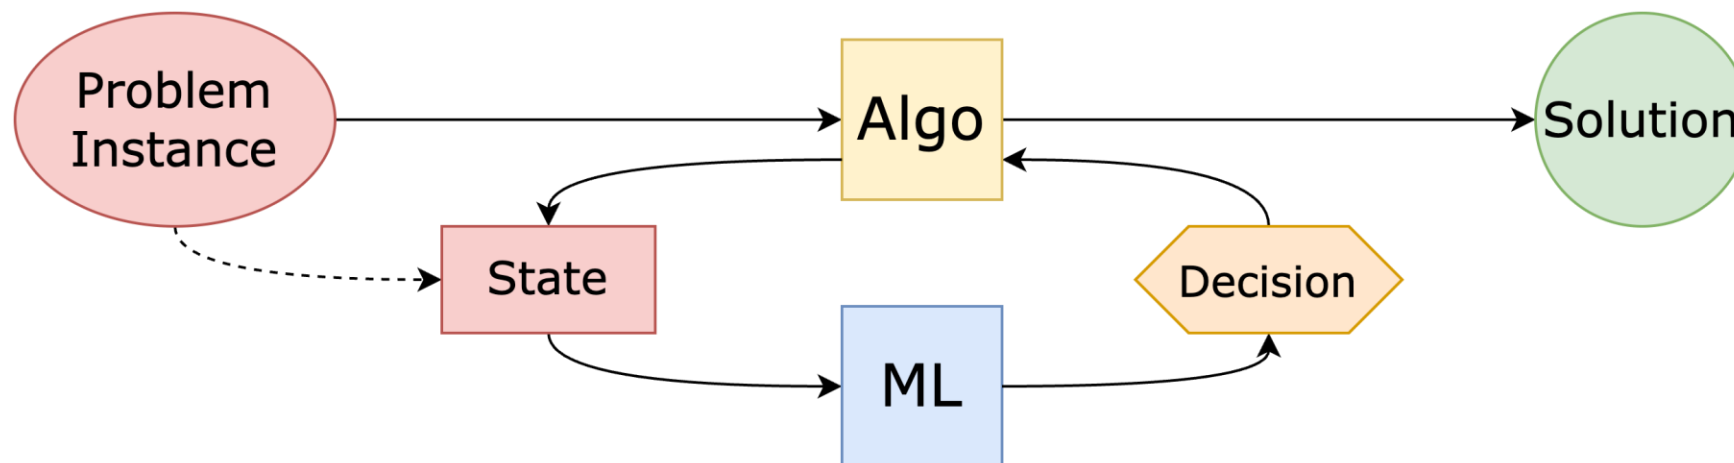 Problem
Instance
Algo
Solution
State
Decision
ML